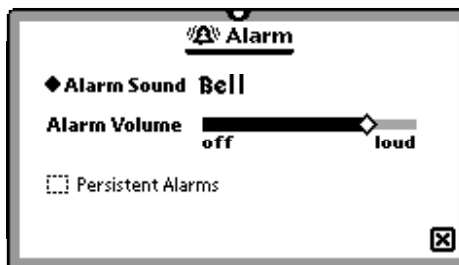 Alarm
Alarm Sound Bell
Alarm Volume
off loud
Persistent Alarms